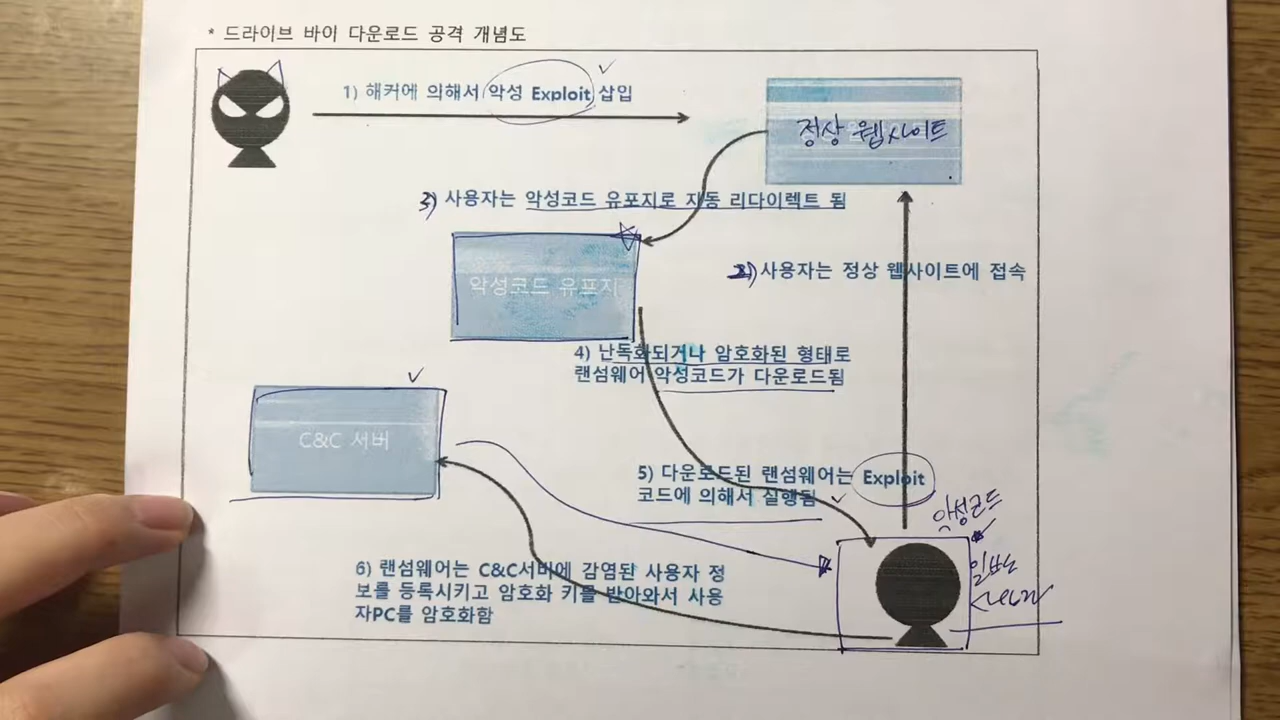 * 드라이브 바이 다운로드 공격 개념도
1) 해커에 의해서 악성 Exploit 삽입
정상 웹사이트
3) 사용자는 악성코드 유포지로 자동 리다이렉트 됨
2) 사용자는 정상 웹사이트에 접속
악성코드 유포지
4) 난독화되거나 암호화된 형태로
랜섬웨어 악성코드가 다운로드됨
C&C 서버
5) 다운로드된 랜섬웨어는 Exploit
코드에 의해서 실행됨
악성코드
6) 랜섬웨어는 C&C서버에 감염된 사용자 정
보를 등록시키고 암호화 키를 받아와서 사용
자PC를 암호화함